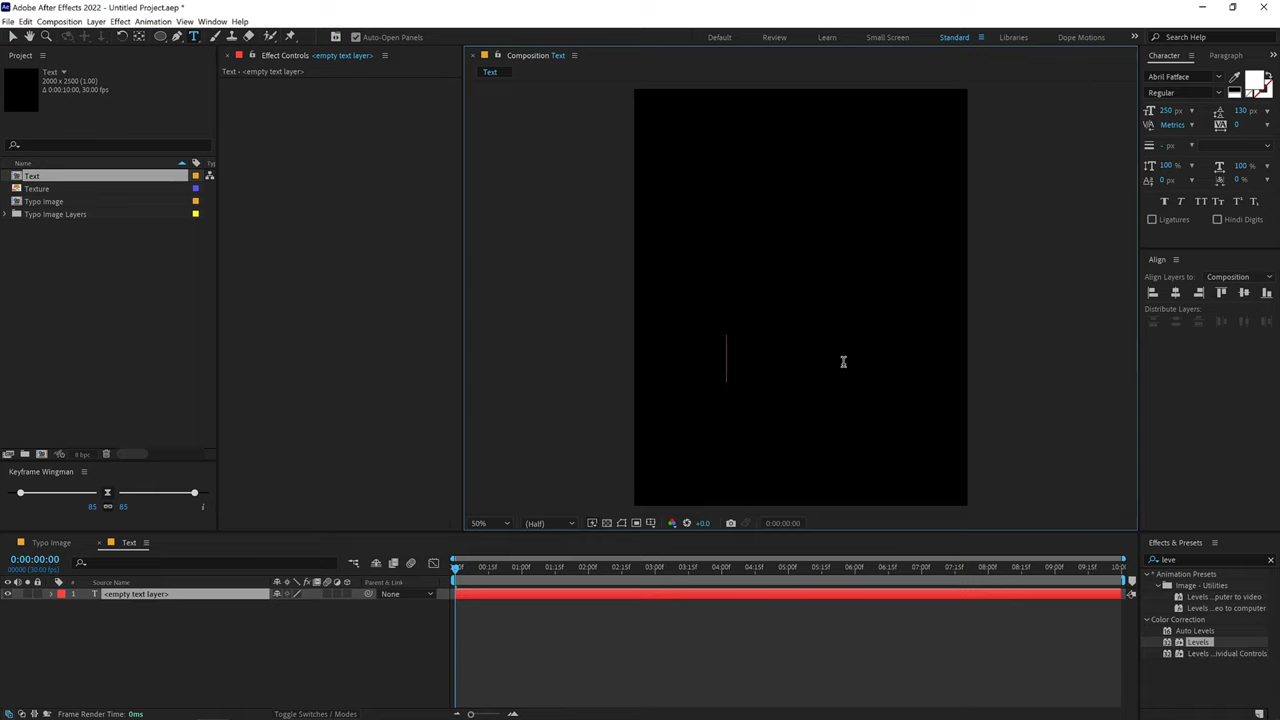 Adobe After Effects 2022 - Untitled Project.aep *
File Edit Composition Layer Effect Animation View Window Help
Auto-Open Panels
Default Review Learn Small Screen Standard Libraries Dope Motions Search Help
Project
Effect Controls <empty text layer>
Composition Text
Character Paragraph
Text
2000 x 2500 (1.00)
Δ 0:00:10:00, 30.00 fps
Text • <empty text layer>
Text
Abril Fatface
Regular
250 px
130 px
Metrics
0
- px
100 %
100 %
0 px
0 %
Ligatures
Hindi Digits
Name
Typ
Text
Texture
Typo Image
Typo Image Layers
Align
Align Layers to: Composition
Distribute Layers:
8 bpc
Keyframe Wingman
85 85
50%
(Half)
+0.0
0:00:00:00
Typo Image
Text
0:00:00:00
00000 (30.00 fps)
# Source Name
Parent & Link
1 T <empty text layer>
None
00:15f 01:00f 01:15f 02:00f 02:15f 03:00f 03:15f 04:00f 04:15f 05:00f 05:15f 06:00f 06:15f 07:00f 07:15f 08:00f 08:15f 09:00f 09:15f
Effects & Presets
leve
* Animation Presets
Image - Utilities
Levels ...puter to video
Levels ...eo to computer
Color Correction
Auto Levels
Levels
Levels ...ividual Controls
Frame Render Time: 0ms
Toggle Switches / Modes